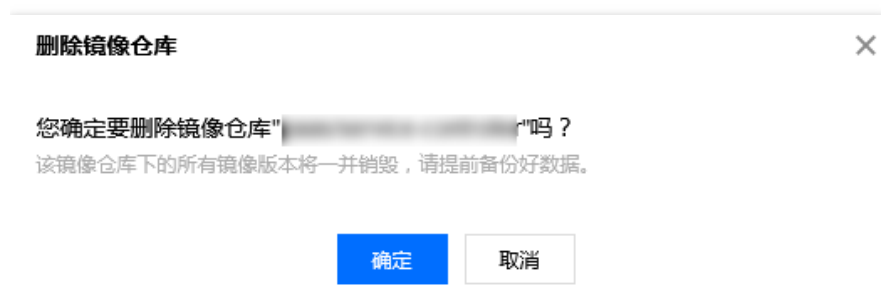 删除镜像仓库
您确定要删除镜像仓库"r"吗？
该镜像仓库下的所有镜像版本将一并销毁，请提前备份好数据。
确定
取消